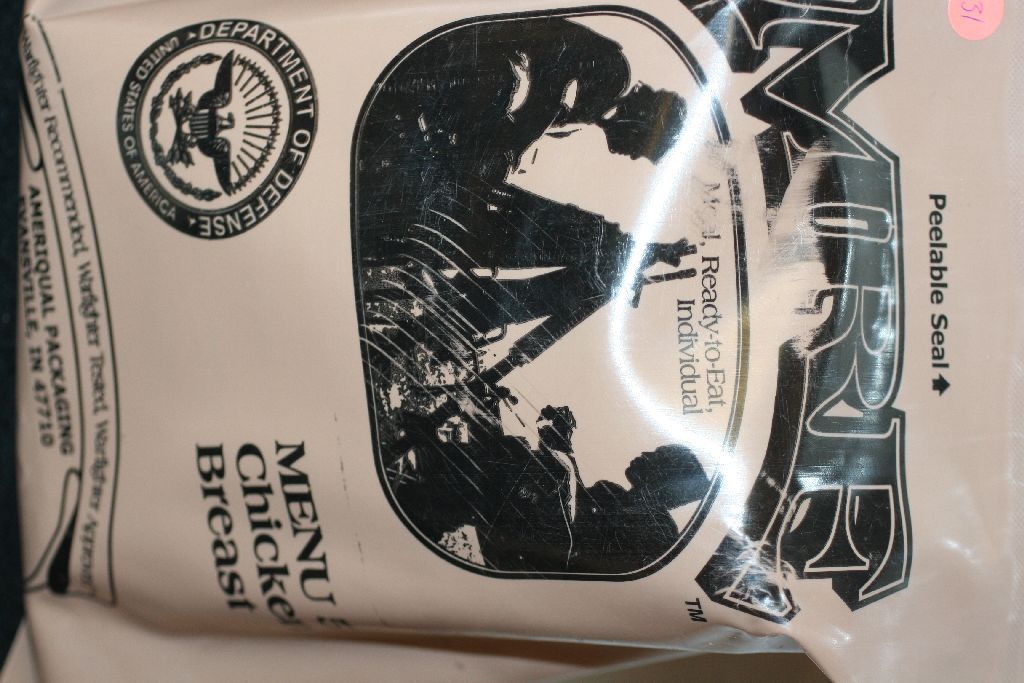 31
Peelable Seal
MRE
TM
Meal, Ready-to-Eat,
Individual
DEPARTMENT OF DEFENSE
UNITED STATES OF AMERICA
MENU
Chicke
Breast
Warfighter Recommended, Warfighter Tested, Warfighter Approved
AMERIQUAL PACKAGING
EVANSVILLE, IN 47710